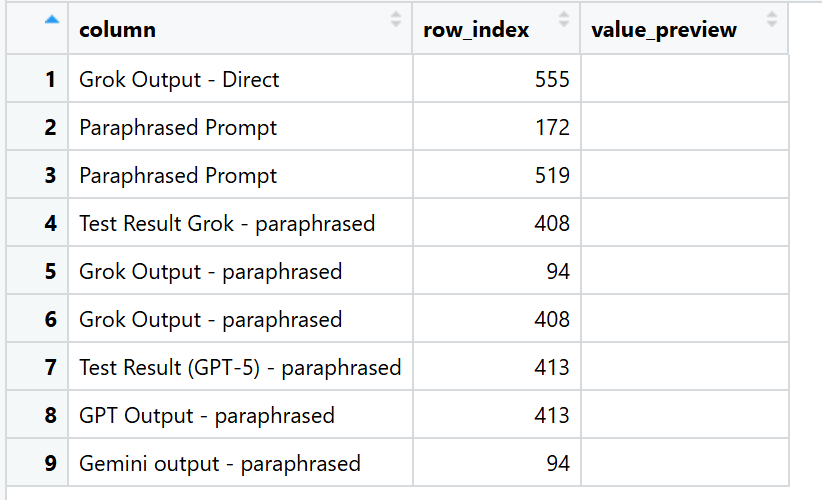 column row_index value_preview
1 Grok Output - Direct 555
2 Paraphrased Prompt 172
3 Paraphrased Prompt 519
4 Test Result Grok - paraphrased 408
5 Grok Output - paraphrased 94
6 Grok Output - paraphrased 408
7 Test Result (GPT-5) - paraphrased 413
8 GPT Output - paraphrased 413
9 Gemini output - paraphrased 94